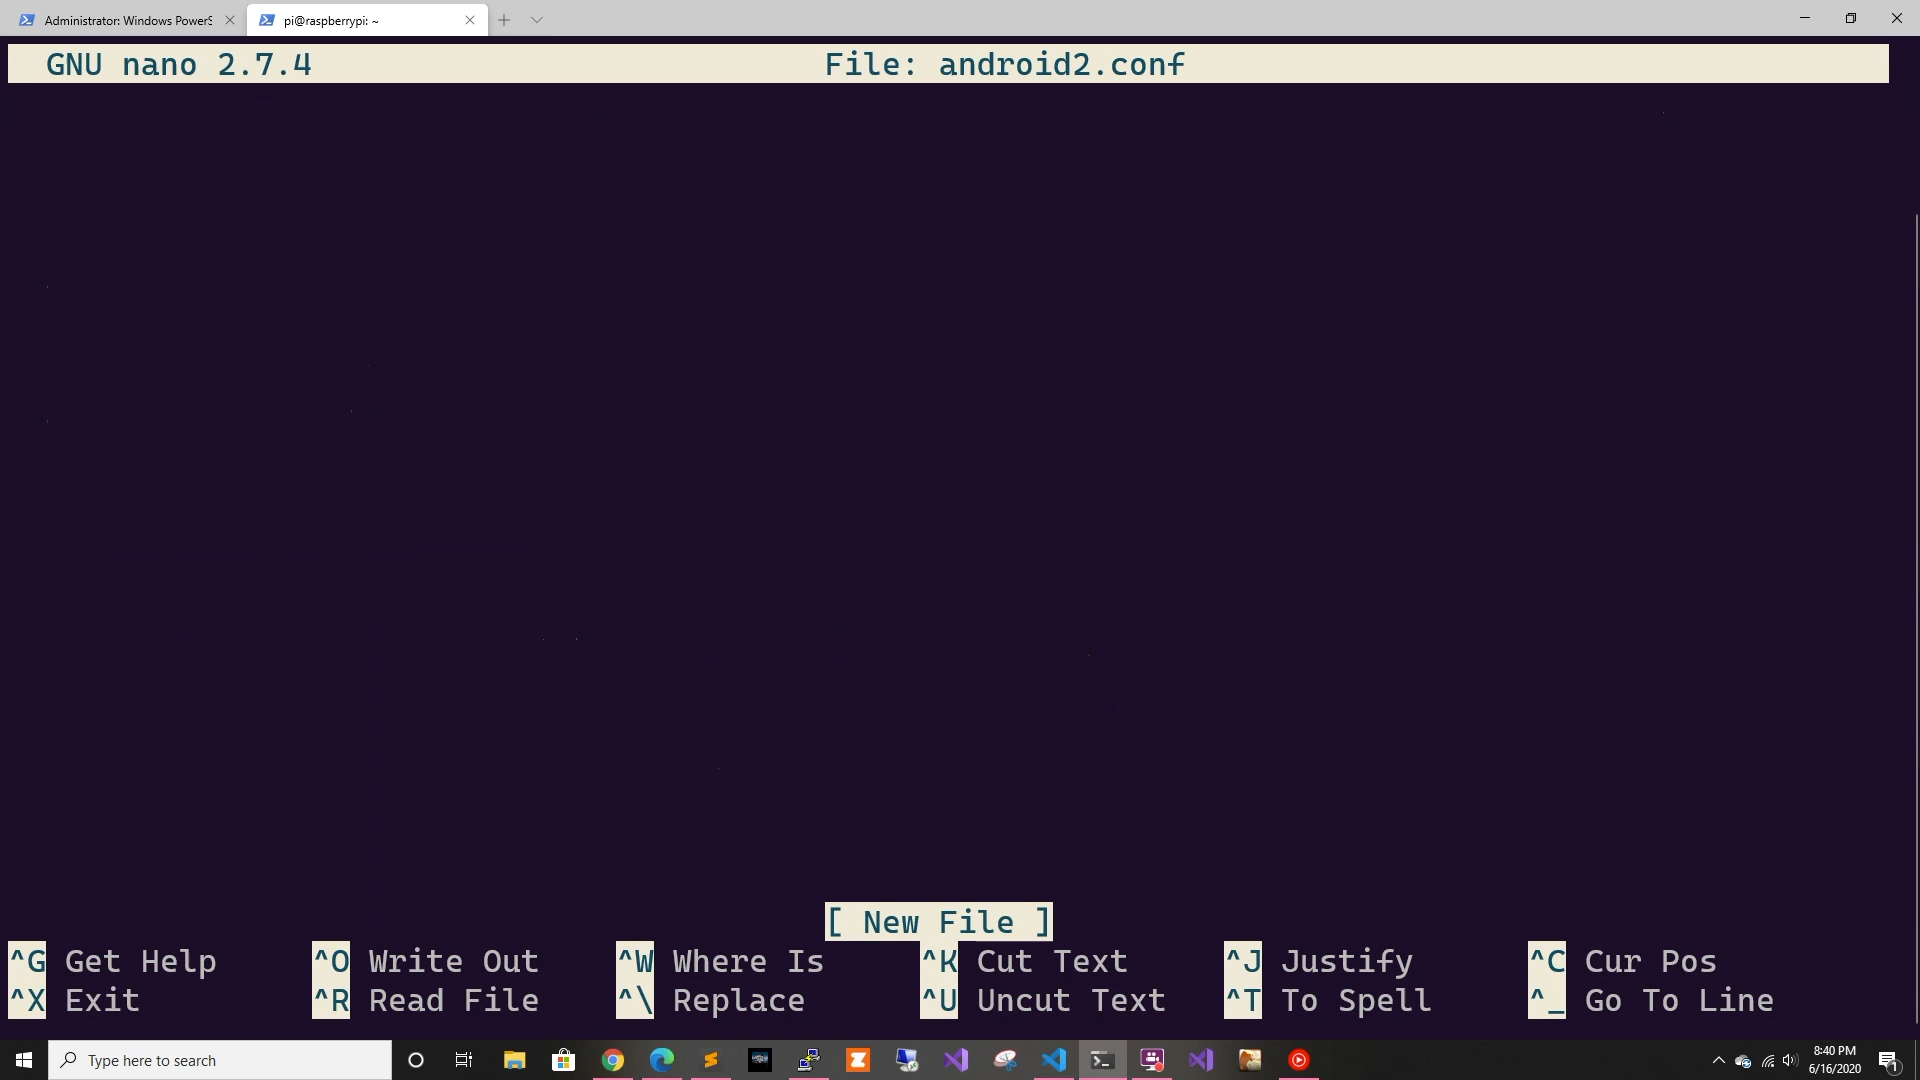 Administrator: Windows PowerS
pi@raspberrypi: ~
GNU nano 2.7.4 File: android2.conf
[ New File ]
^G Get Help ^O Write Out ^W Where Is ^K Cut Text ^J Justify ^C Cur Pos
^X Exit ^R Read File ^\ Replace ^U Uncut Text ^T To Spell ^_ Go To Line
Type here to search
8:40 PM
6/16/2020
1